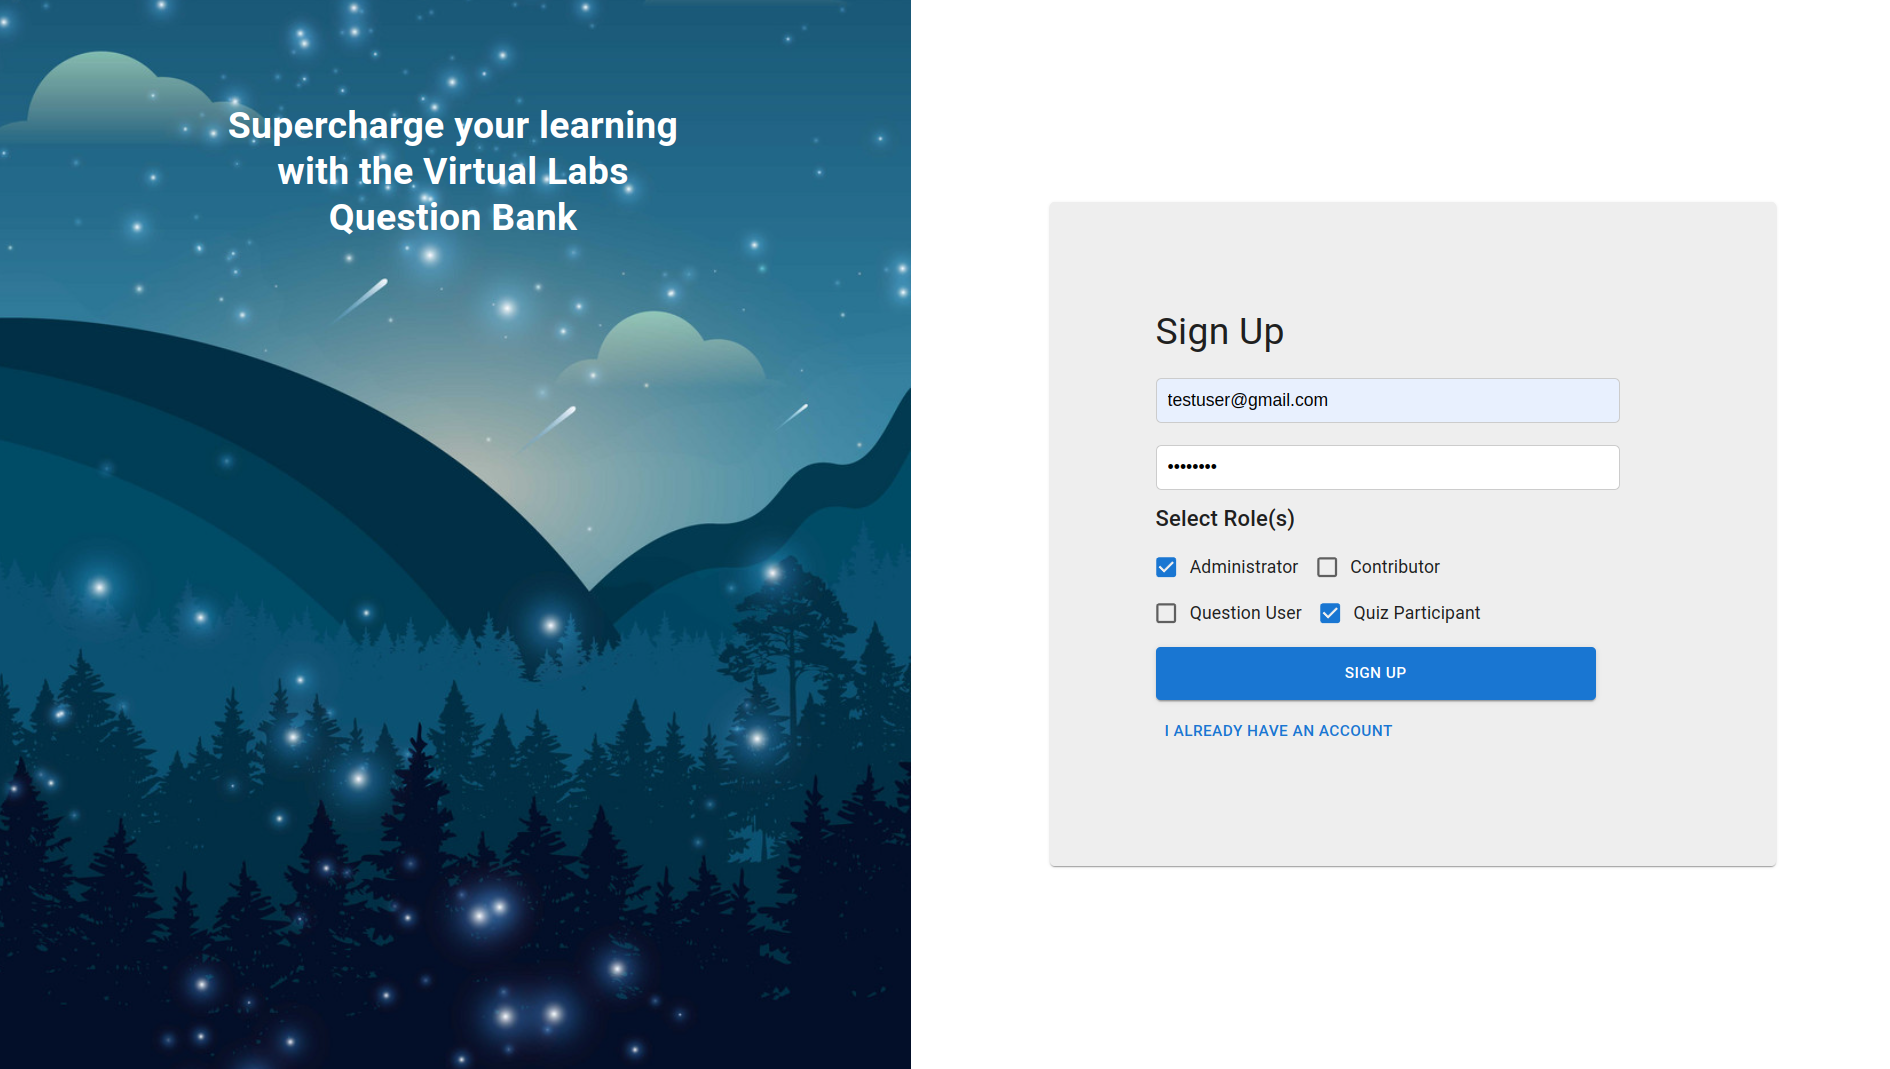 Supercharge your learning
with the Virtual Labs
Question Bank
Sign Up
testuser@gmail.com
••••••••
Select Role(s)
Administrator Contributor
Question User Quiz Participant
SIGN UP
I ALREADY HAVE AN ACCOUNT